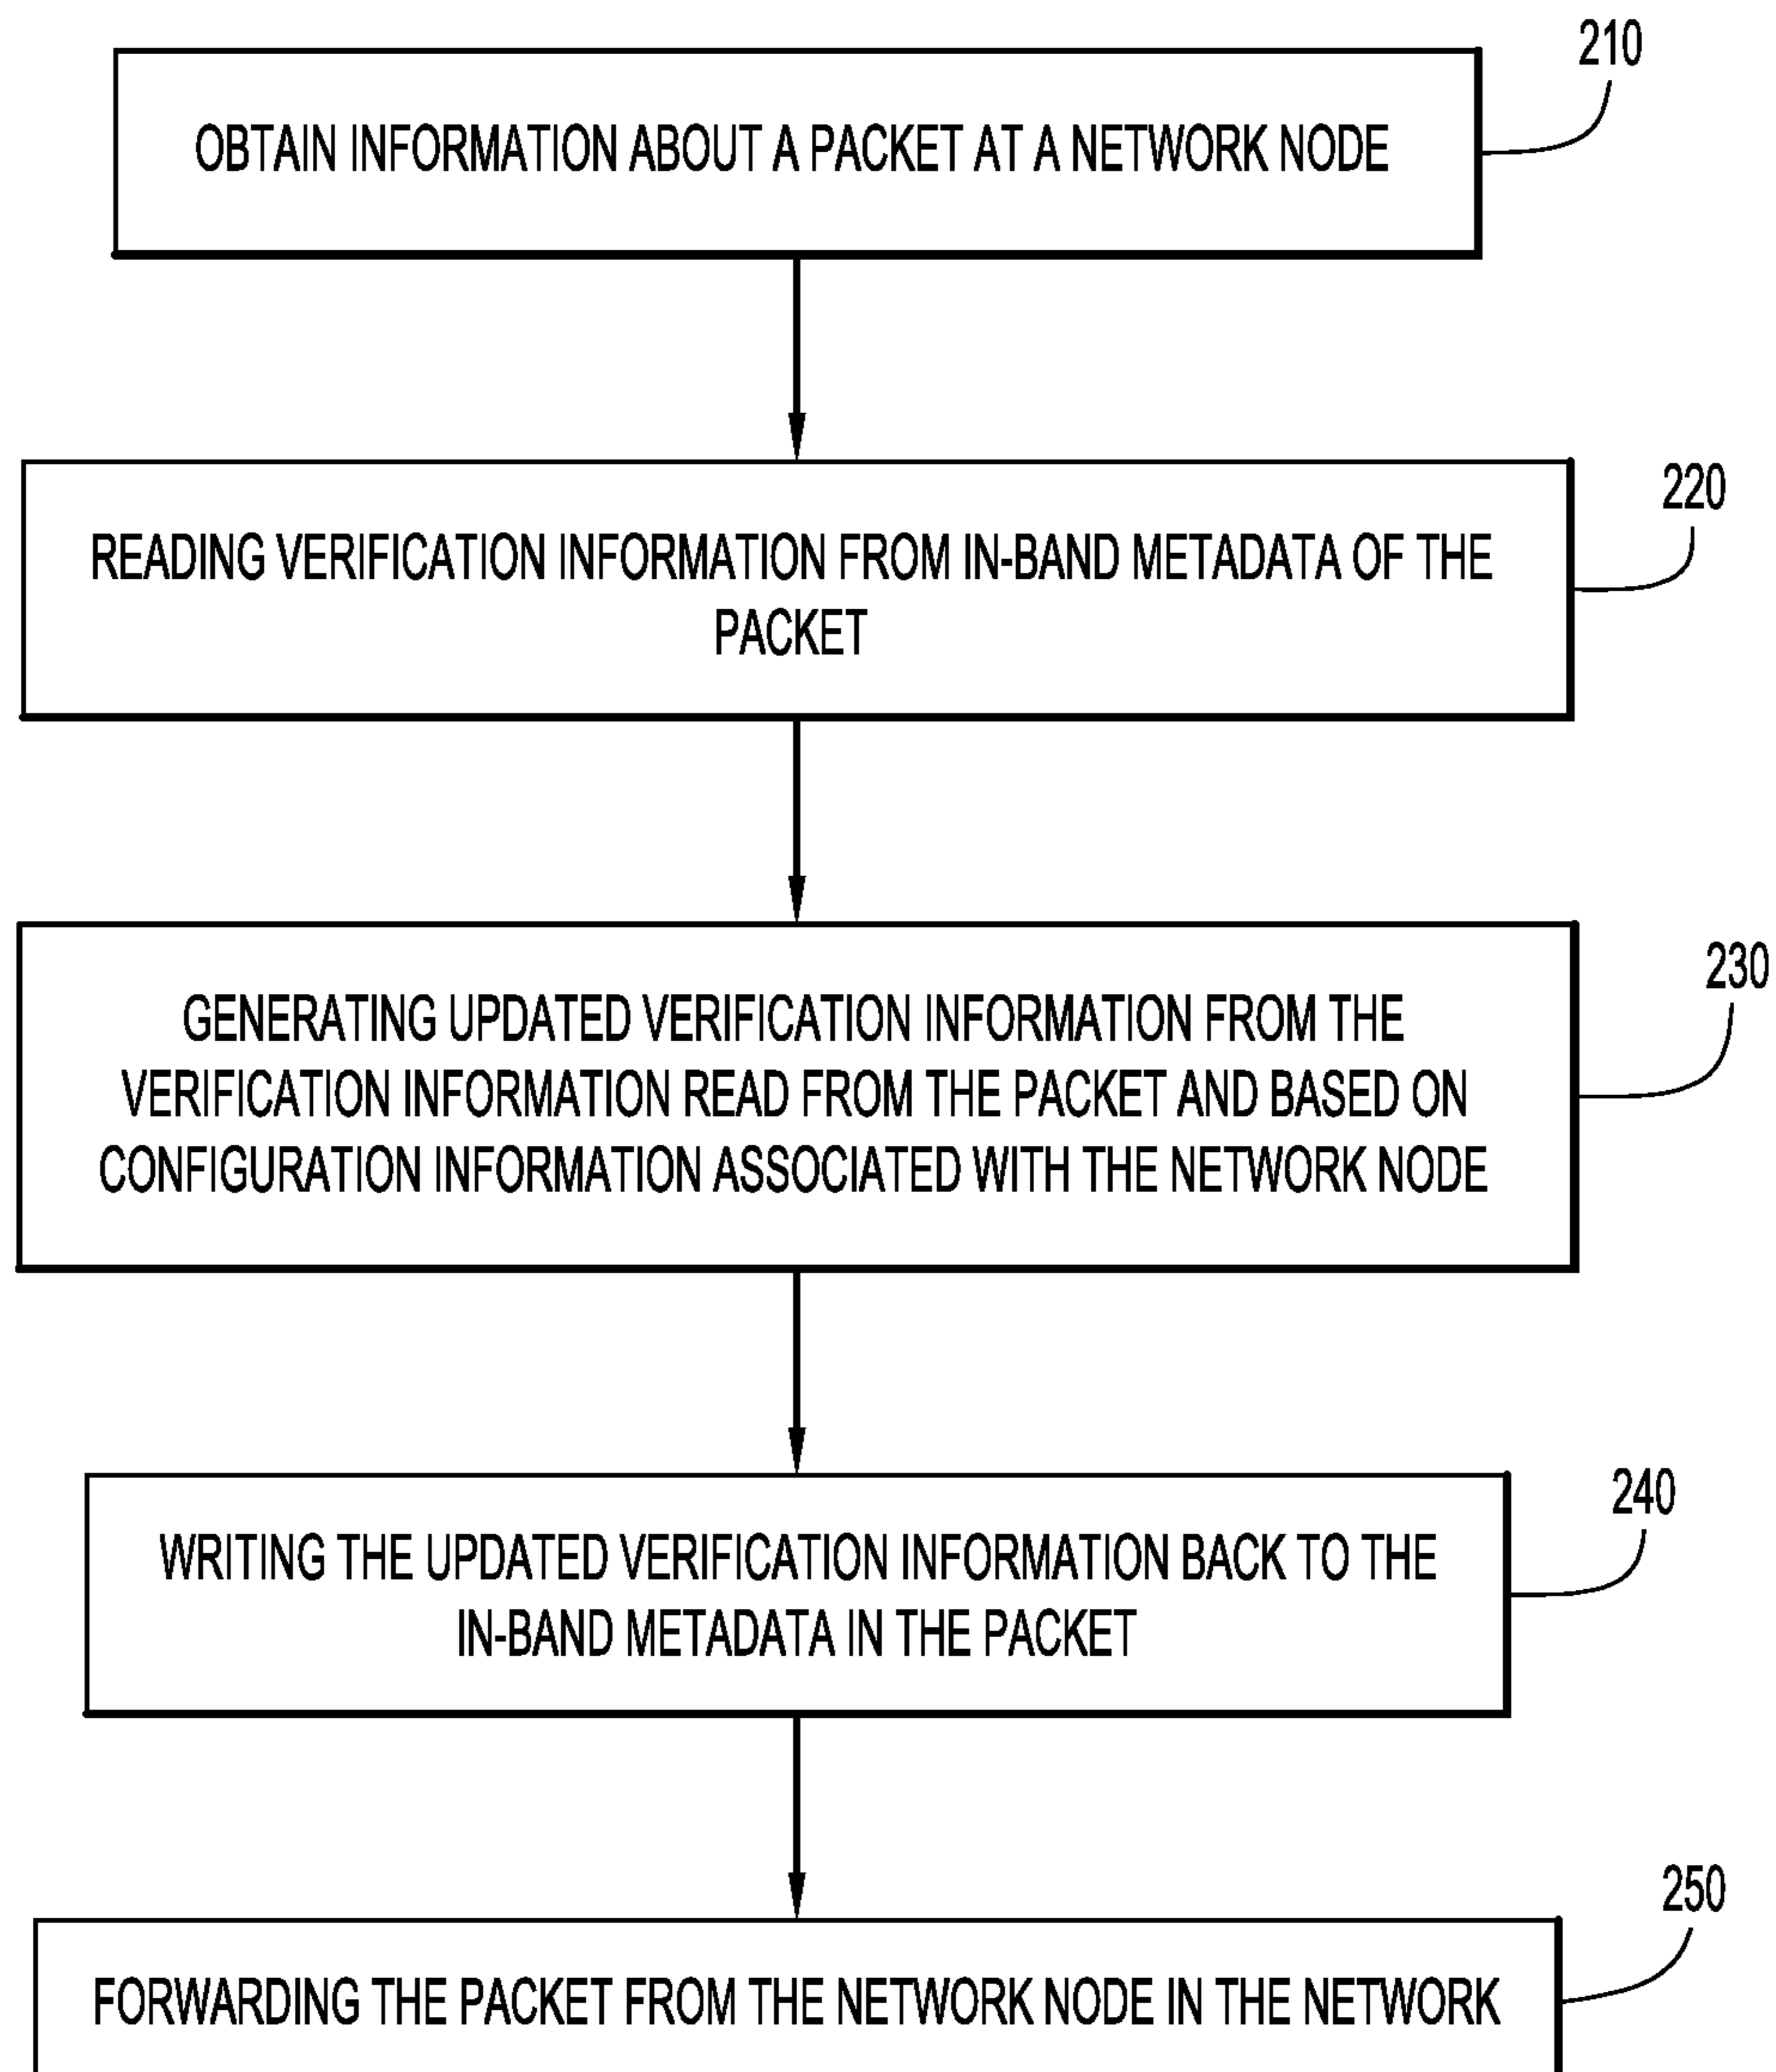 210
OBTAIN INFORMATION ABOUT A PACKET AT A NETWORK NODE
220
READING VERIFICATION INFORMATION FROM IN-BAND METADATA OF THE
PACKET
230
GENERATING UPDATED VERIFICATION INFORMATION FROM THE
VERIFICATION INFORMATION READ FROM THE PACKET AND BASED ON
CONFIGURATION INFORMATION ASSOCIATED WITH THE NETWORK NODE
240
WRITING THE UPDATED VERIFICATION INFORMATION BACK TO THE
IN-BAND METADATA IN THE PACKET
250
FORWARDING THE PACKET FROM THE NETWORK NODE IN THE NETWORK